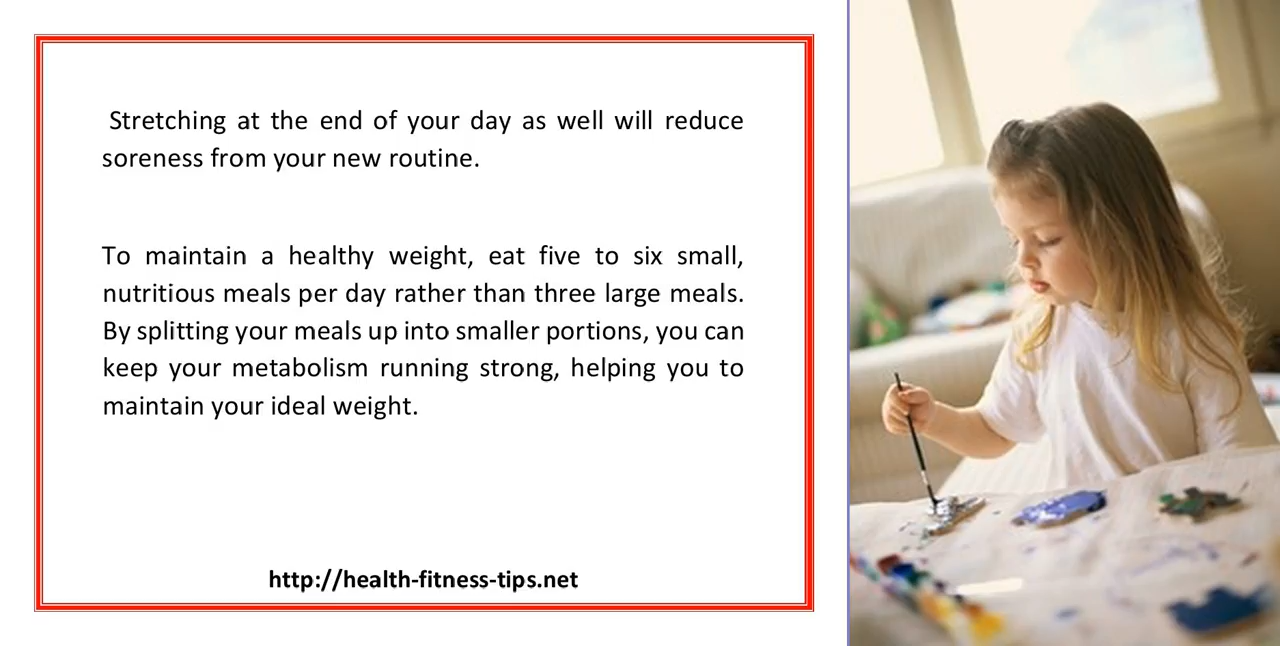 Stretching at the end of your day as well will reduce
soreness from your new routine.
To maintain a healthy weight, eat five to six small,
nutritious meals per day rather than three large meals.
By splitting your meals up into smaller portions, you can
keep your metabolism running strong, helping you to
maintain your ideal weight.
http://health-fitness-tips.net